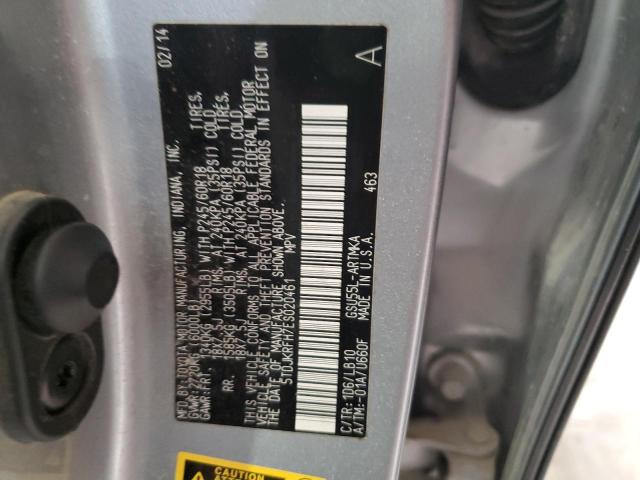 MFD.BY:TOYOTA MOTOR MANUFACTURING, INDIANA, INC. 02/14
GVWR:2720KG (6000LB)
GAWR:FRT. 1340KG (2955LB) WITH P245/60R18 TIRES,
18X7.5J RIMS, AT 240KPA (35PSI) COLD
RR. 1585KG (3505LB) WITH P245/60R18 TIRES,
18X7.5J RIMS, AT 240KPA (35PSI) COLD
THIS VEHICLE CONFORMS TO ALL APPLICABLE FEDERAL MOTOR
VEHICLE SAFETY AND THEFT PREVENTION STANDARDS IN EFFECT ON
THE DATE OF MANUFACTURE SHOWN ABOVE.
5TDJKRFH7ES020461 MPV
463 A
C/TR:1D6/LB10 GSU55L-ARTMKA
A/TM:-01A/U660F MADE IN U.S.A.
CAUTION